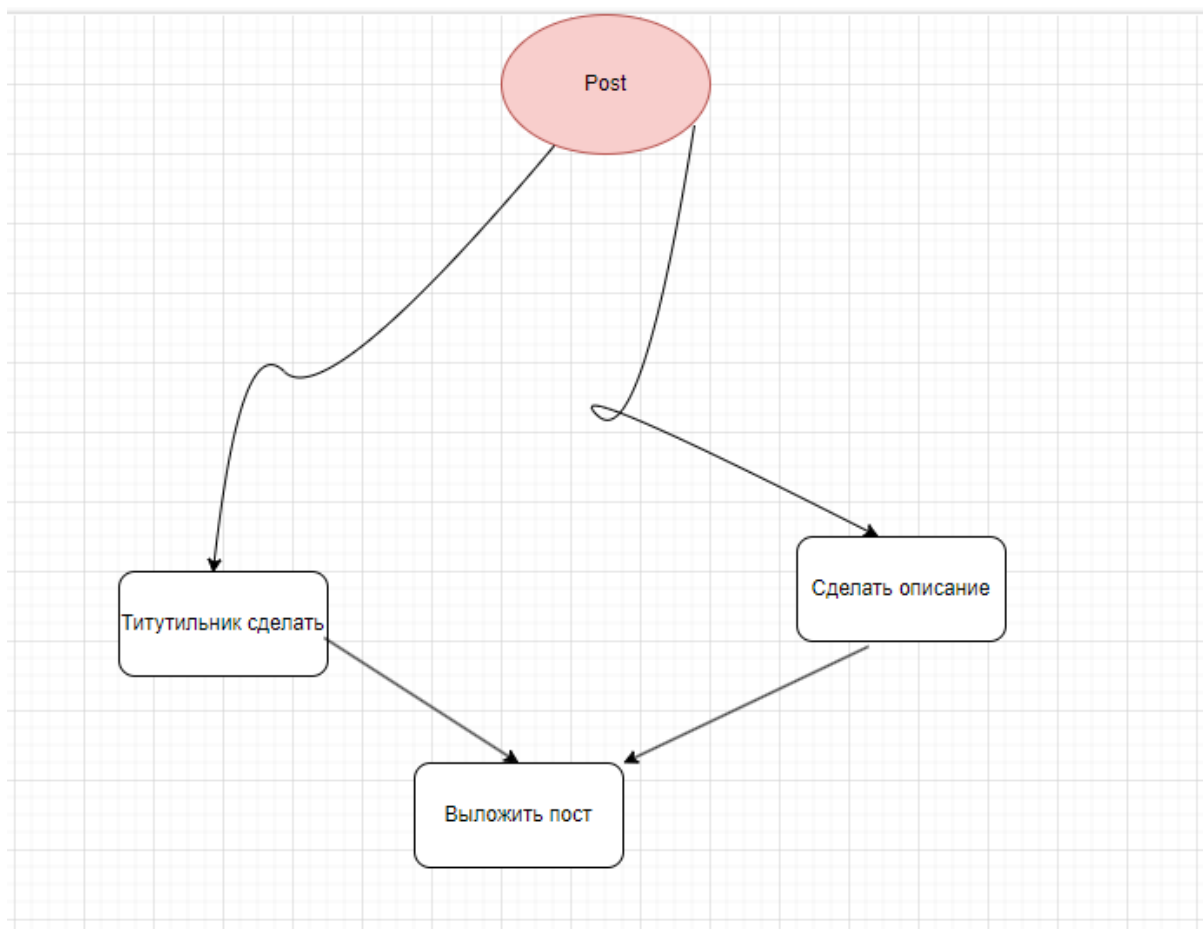 Post
Титутильник сделать
Сделать описание
Выложить пост